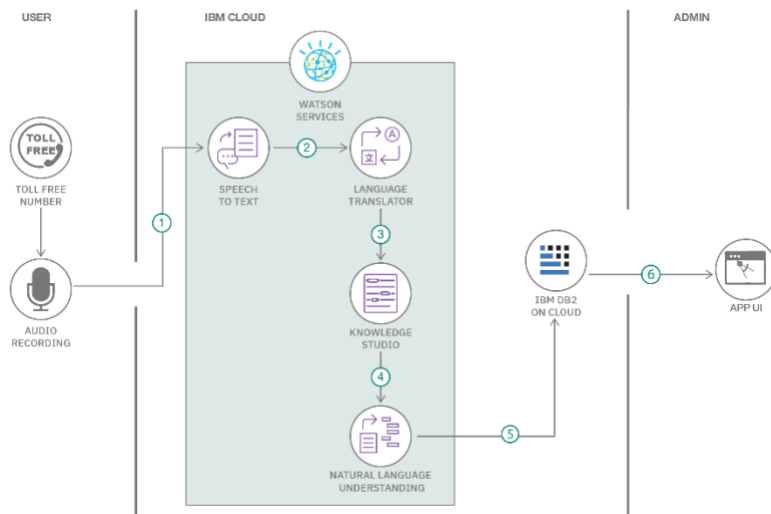 USER
IBM CLOUD
ADMIN
WATSON
SERVICES
TOLL
FREE
TOLL FREE
NUMBER
SPEECH
TO TEXT
2
A
文
LANGUAGE
TRANSLATOR
1
3
AUDIO
RECORDING
KNOWLEDGE
STUDIO
IBM DB2
ON CLOUD
6
APP UI
4
5
NATURAL LANGUAGE
UNDERSTANDING